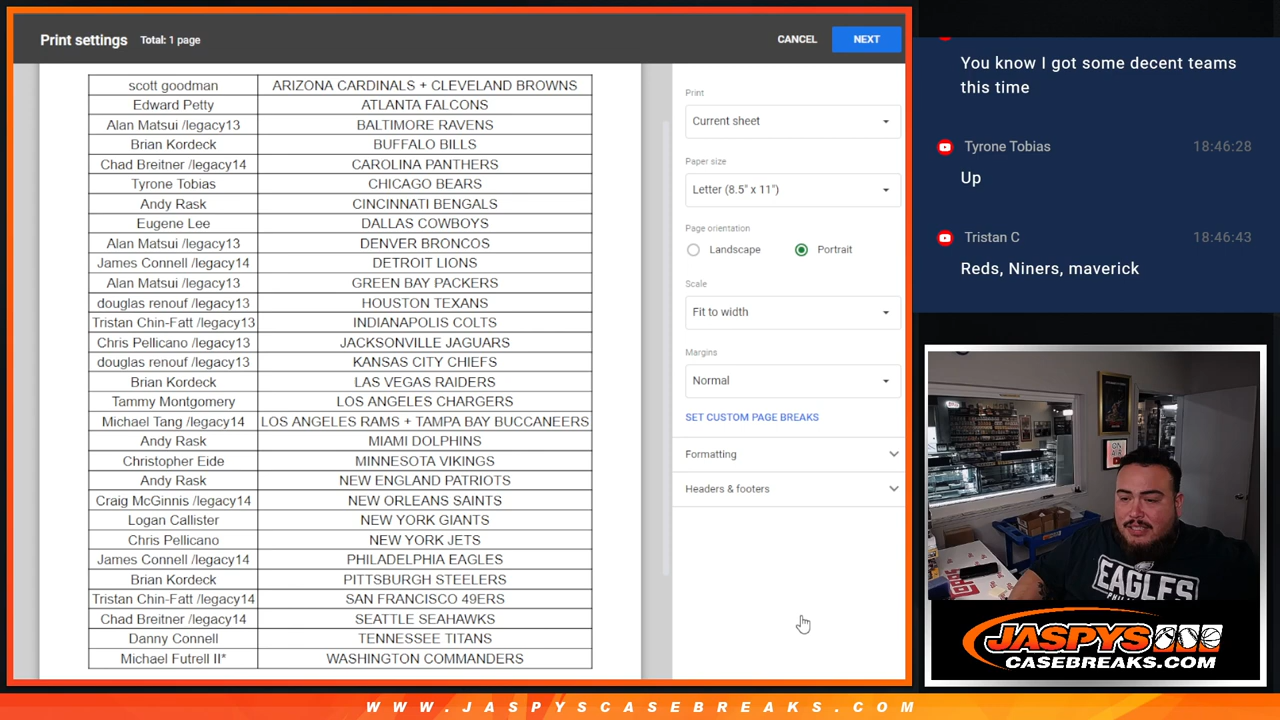 Print settings
Total: 1 page
CANCEL
NEXT
scott goodman ARIZONA CARDINALS + CLEVELAND BROWNS
Edward Petty ATLANTA FALCONS
Alan Matsui /legacy13 BALTIMORE RAVENS
Brian Kordeck BUFFALO BILLS
Chad Breitner /legacy14 CAROLINA PANTHERS
Tyrone Tobias CHICAGO BEARS
Andy Rask CINCINNATI BENGALS
Eugene Lee DALLAS COWBOYS
Alan Matsui /legacy13 DENVER BRONCOS
James Connell /legacy14 DETROIT LIONS
Alan Matsui /legacy13 GREEN BAY PACKERS
douglas renouf /legacy13 HOUSTON TEXANS
Tristan Chin-Fatt /legacy13 INDIANAPOLIS COLTS
Chris Pellicano /legacy13 JACKSONVILLE JAGUARS
douglas renouf /legacy13 KANSAS CITY CHIEFS
Brian Kordeck LAS VEGAS RAIDERS
Tammy Montgomery LOS ANGELES CHARGERS
Michael Tang /legacy14 LOS ANGELES RAMS + TAMPA BAY BUCCANEERS
Andy Rask MIAMI DOLPHINS
Christopher Eide MINNESOTA VIKINGS
Andy Rask NEW ENGLAND PATRIOTS
Craig McGinnis /legacy14 NEW ORLEANS SAINTS
Logan Callister NEW YORK GIANTS
Chris Pellicano NEW YORK JETS
James Connell /legacy14 PHILADELPHIA EAGLES
Brian Kordeck PITTSBURGH STEELERS
Tristan Chin-Fatt /legacy14 SAN FRANCISCO 49ERS
Chad Breitner /legacy14 SEATTLE SEAHAWKS
Danny Connell TENNESSEE TITANS
Michael Futrell II* WASHINGTON COMMANDERS
Print
Current sheet
Paper size
Letter (8.5" x 11")
Page orientation
Landscape
Portrait
Scale
Fit to width
Margins
Normal
SET CUSTOM PAGE BREAKS
Formatting
Headers & footers
You know I got some decent teams
this time
Tyrone Tobias 18:46:28
Up
Tristan C 18:46:43
Reds, Niners, maverick
EAGLES
JASPYS
CASEBREAKS.COM
WWW.JASPYSCASEBREAKS.COM